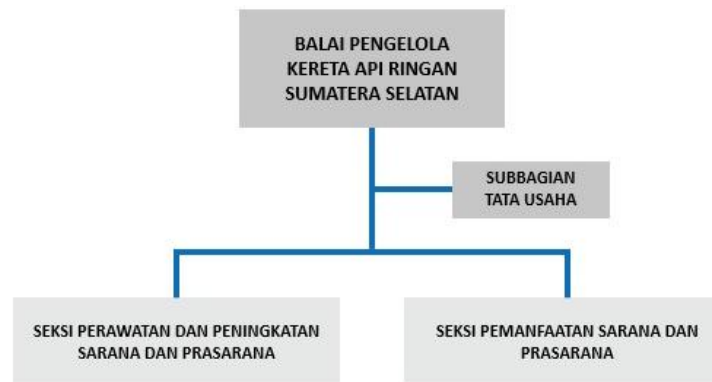 BALAI PENGELOLA
KERETA API RINGAN
SUMATERA SELATAN
SUBBAGIAN
TATA USAHA
SEKSI PERAWATAN DAN PENINGKATAN
SARANA DAN PRASARANA
SEKSI PEMANFAATAN SARANA DAN
PRASARANA